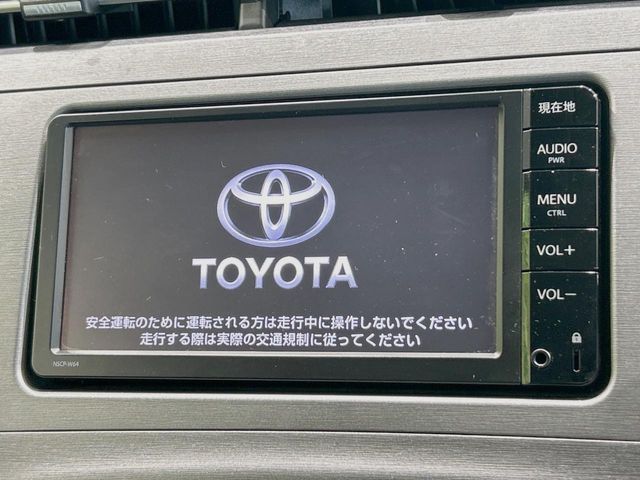 現在地
AUDIO
PWR
MENU
CTRL
VOL+
VOL−
TOYOTA
安全運転のために運転される方は走行中に操作しないでください
走行する際は実際の交通規制に従ってください
NSCP-W64